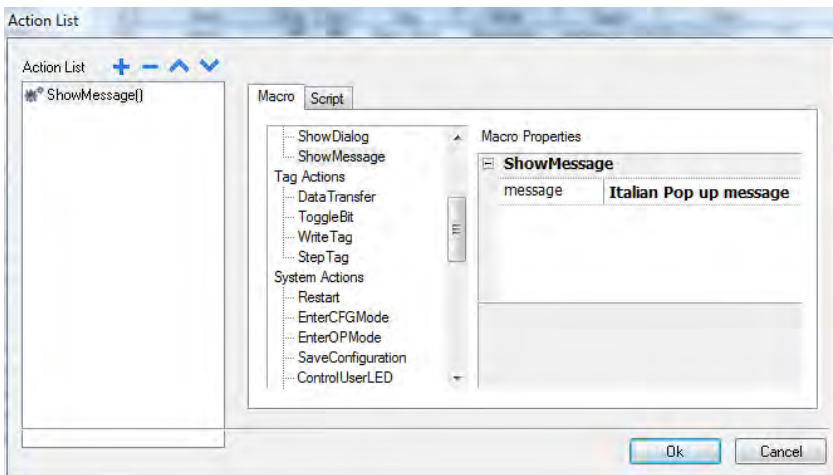 Action List
Action List
ShowMessage()
Macro
Script
ShowDialog
ShowMessage
Tag Actions
DataTransfer
ToggleBit
WriteTag
StepTag
System Actions
Restart
EnterCFGMode
EnterOPMode
SaveConfiguration
ControlUserLED
Macro Properties
ShowMessage
message Italian Pop up message
Ok Cancel